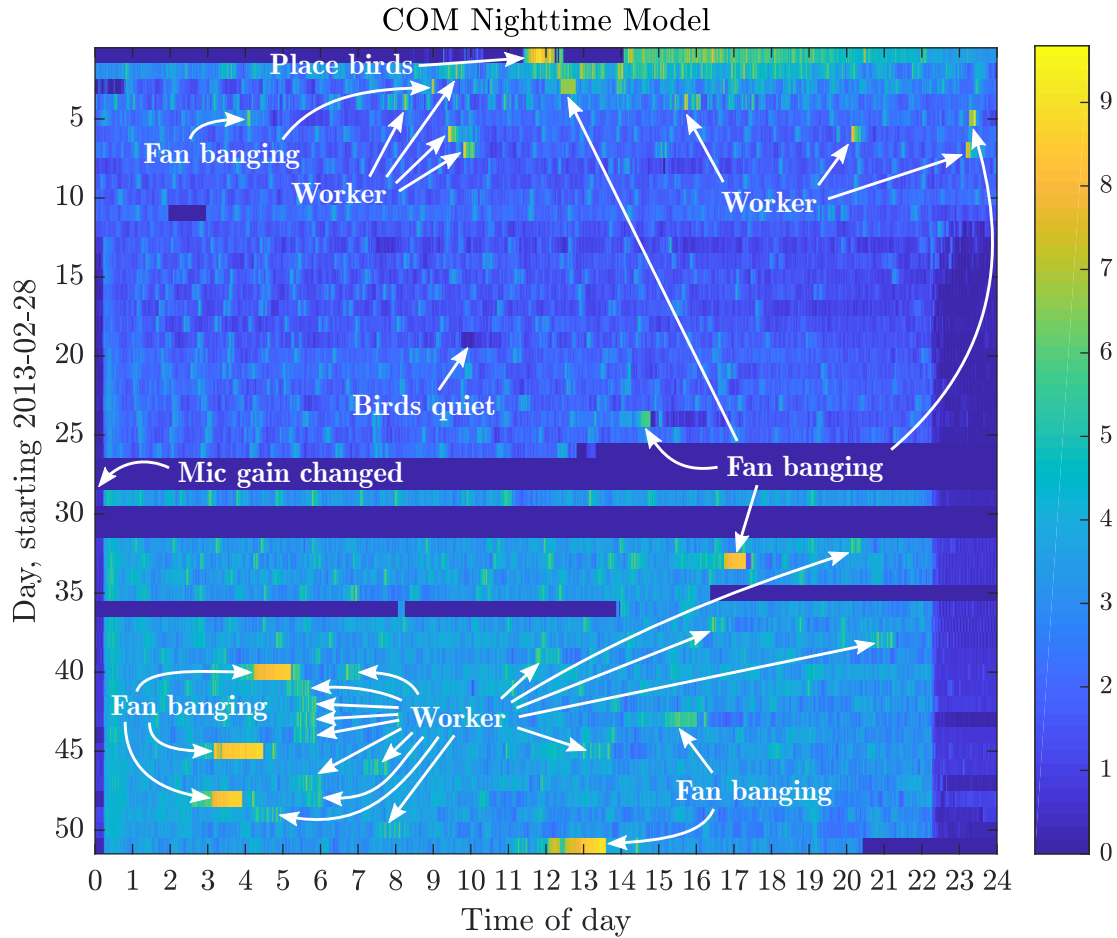 COM Nighttime Model
Place birds
Fan banging
Worker
Worker
Birds quiet
Mic gain changed
Fan banging
Fan banging
Worker
Fan banging
5
10
15
20
25
30
35
40
45
50
Day, starting 2013-02-28
0 1 2 3 4 5 6 7 8 9 10 11 12 13 14 15 16 17 18 19 20 21 22 23 24
Time of day
9
8
7
6
5
4
3
2
1
0